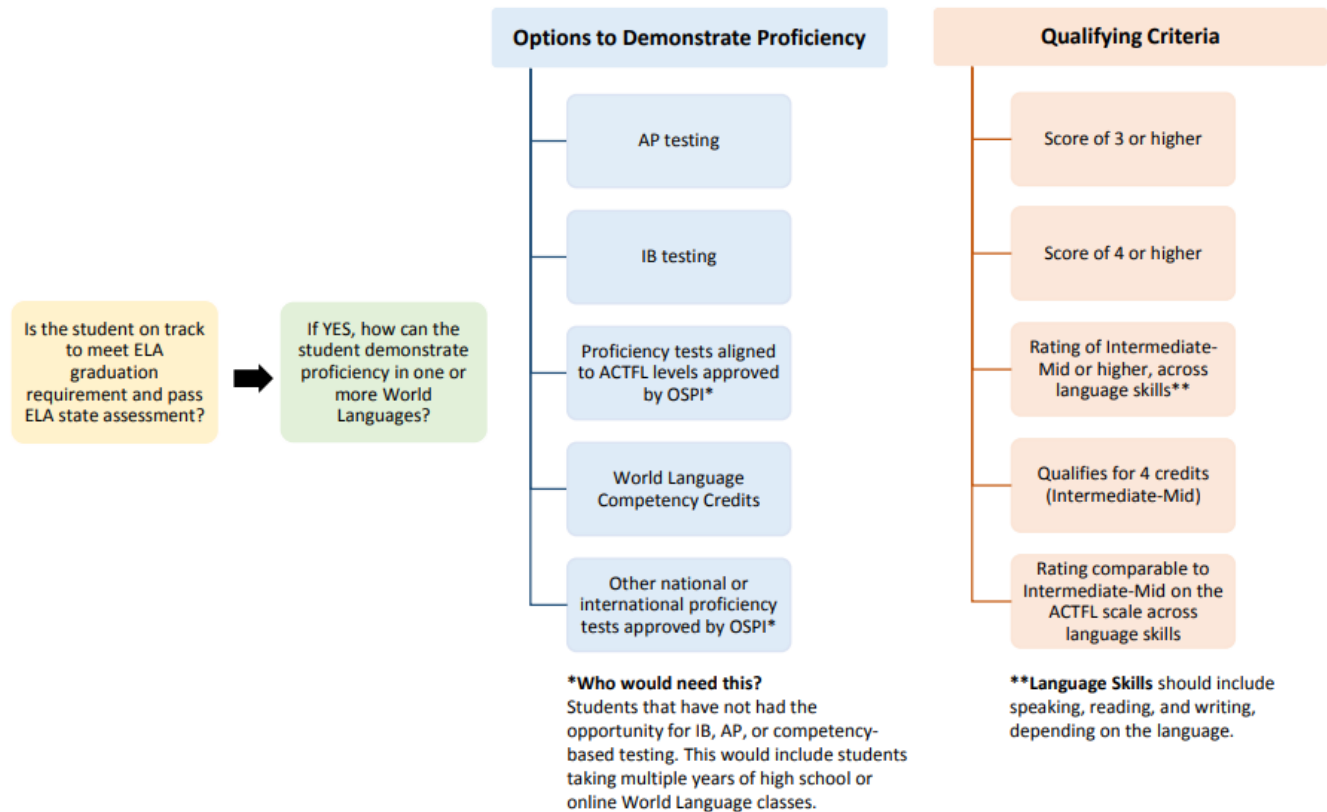 Options to Demonstrate Proficiency
Qualifying Criteria
AP testing
Score of 3 or higher
IB testing
Score of 4 or higher
Is the student on track
to meet ELA
graduation
requirement and pass
ELA state assessment?
If YES, how can the
student demonstrate
proficiency in one or
more World
Languages?
Proficiency tests aligned
to ACTFL levels approved
by OSPI*
Rating of Intermediate-
Mid or higher, across
language skills**
World Language
Competency Credits
Qualifies for 4 credits
(Intermediate-Mid)
Other national or
international proficiency
tests approved by OSPI*
Rating comparable to
Intermediate-Mid on the
ACTFL scale across
language skills
*Who would need this?
Students that have not had the
opportunity for IB, AP, or competency-
based testing. This would include students
taking multiple years of high school or
online World Language classes.
**Language Skills should include
speaking, reading, and writing,
depending on the language.